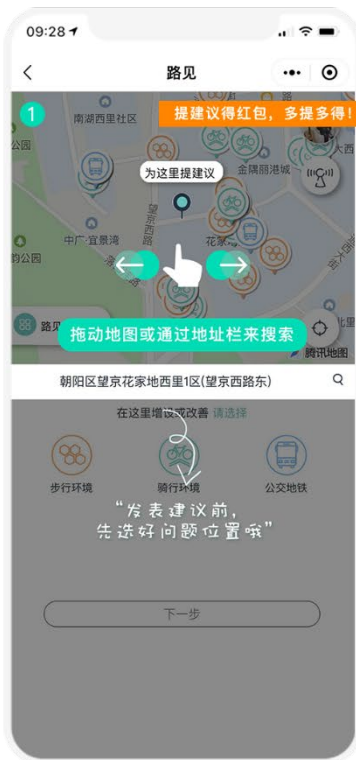 09:28
路见
1
提建议得红包，多提多得！
南湖西里社区
公园
为这里提建议
金隅丽港城
大西
望京西路
中广宜景湾
花家
韵公园
路见
拖动地图或通过地址栏来搜索
腾讯地图
朝阳区望京花家地西里1区(望京西路东)
在这里增设或改善 请选择
步行环境
骑行环境
公交地铁
“发表建议前，
先选好问题位置哦”
下一步